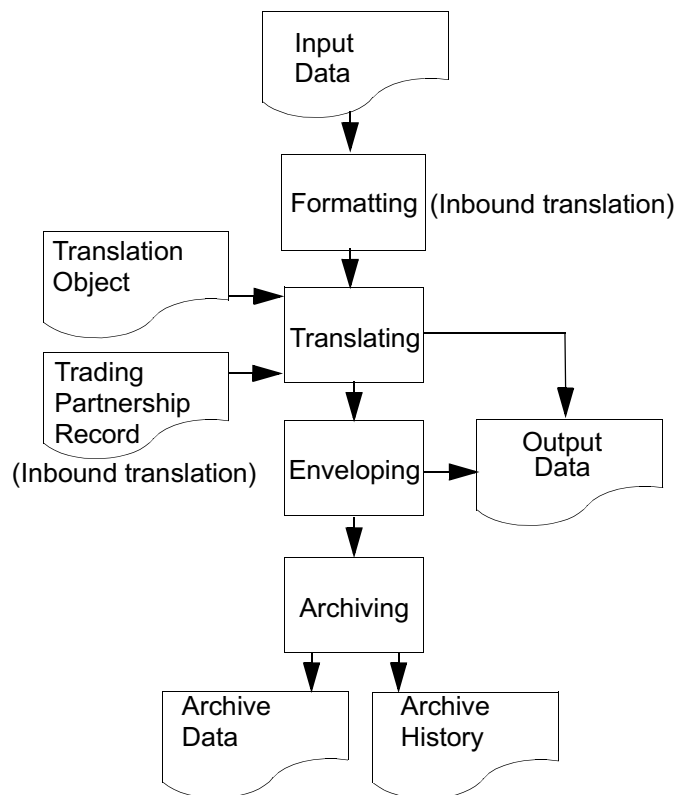 Input
Data
Formatting
(Inbound translation)
Translation
Object
Translating
Trading
Partnership
Record
(Inbound translation)
Enveloping
Output
Data
Archiving
Archive
Data
Archive
History